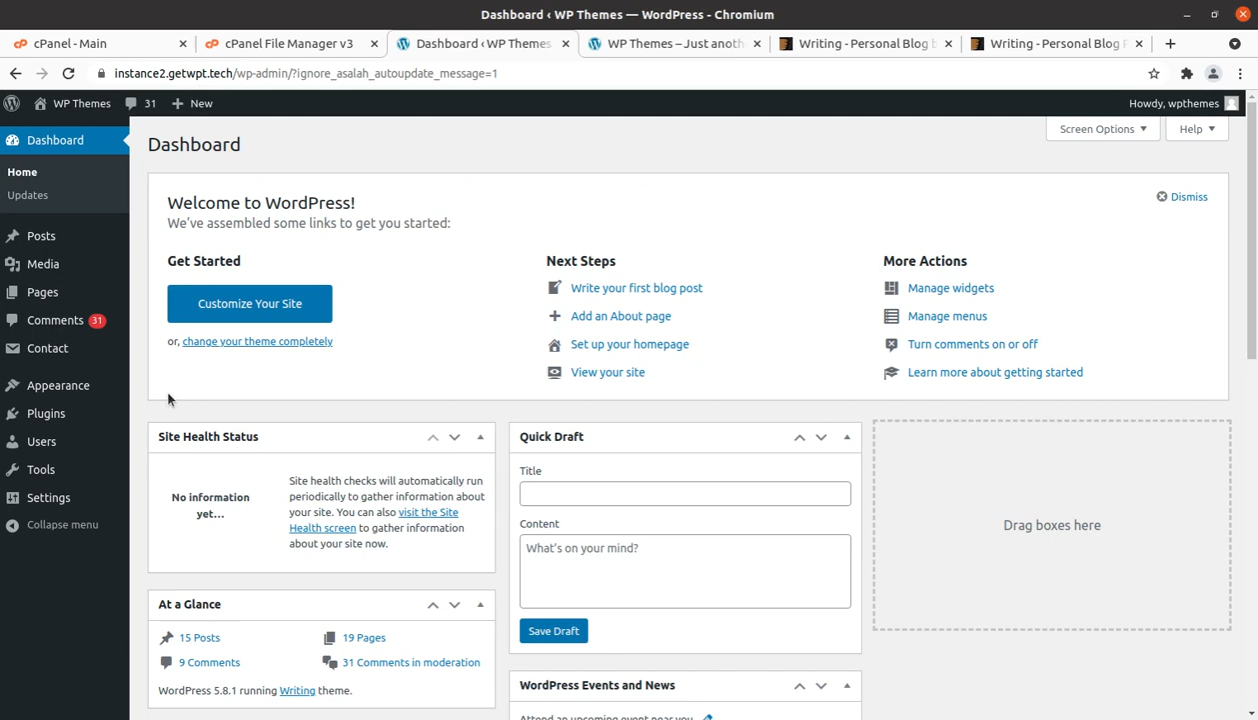 Dashboard ‹ WP Themes — WordPress - Chromium
cPanel - Main
cPanel File Manager v3
Dashboard ‹ WP Themes
WP Themes – Just anoth
Writing - Personal Blog
Writing - Personal Blog
instance2.getwpt.tech/wp-admin/?ignore_asalah_autoupdate_message=1
WP Themes
31
New
Howdy, wpthemes
Dashboard
Home
Updates
Posts
Media
Pages
Comments 31
Contact
Appearance
Plugins
Users
Tools
Settings
Collapse menu
Dashboard
Screen Options
Help
Welcome to WordPress!
We've assembled some links to get you started:
Dismiss
Get Started
Customize Your Site
or, change your theme completely
Next Steps
Write your first blog post
Add an About page
Set up your homepage
View your site
More Actions
Manage widgets
Manage menus
Turn comments on or off
Learn more about getting started
Site Health Status
No information
yet...
Site health checks will automatically run
periodically to gather information about
your site. You can also visit the Site
Health screen to gather information
about your site now.
At a Glance
15 Posts
19 Pages
9 Comments
31 Comments in moderation
WordPress 5.8.1 running Writing theme.
Quick Draft
Title
Content
What's on your mind?
Save Draft
WordPress Events and News
Attend an upcoming event near you.
Drag boxes here